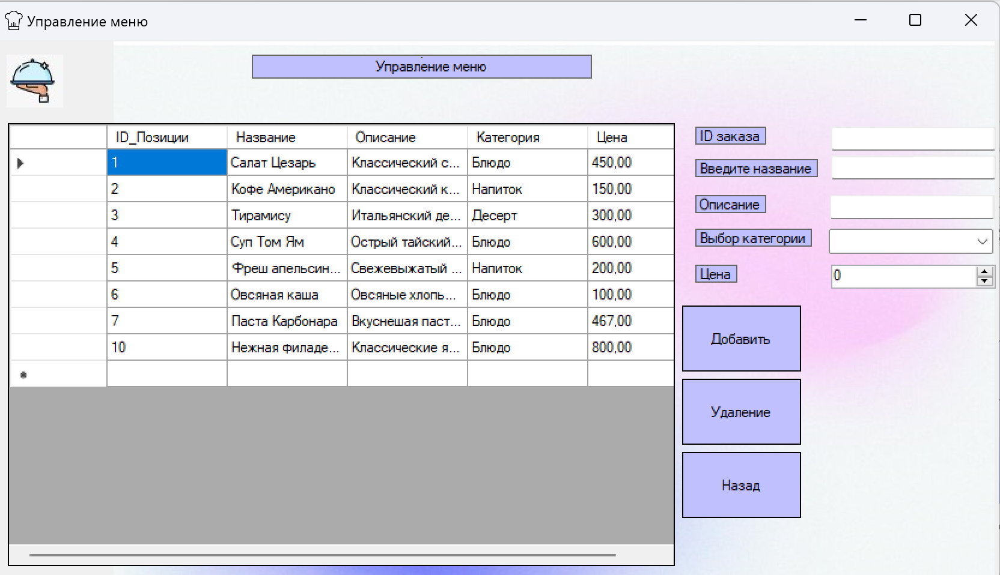 Управление меню
Управление меню
ID_Позиции Название Описание Категория Цена
1 Салат Цезарь Классический с... Блюдо 450,00
2 Кофе Американо Классический к... Напиток 150,00
3 Тирамису Итальянский де... Десерт 300,00
4 Суп Том Ям Острый тайский... Блюдо 600,00
5 Фреш апельсин... Свежевыжатый ... Напиток 200,00
6 Овсяная каша Овсяные хлопь... Блюдо 100,00
7 Паста Карбонара Вкуснешая паст... Блюдо 467,00
10 Нежная филаде... Классические я... Блюдо 800,00
ID заказа
Введите название
Описание
Выбор категории
Цена 0
Добавить
Удаление
Назад